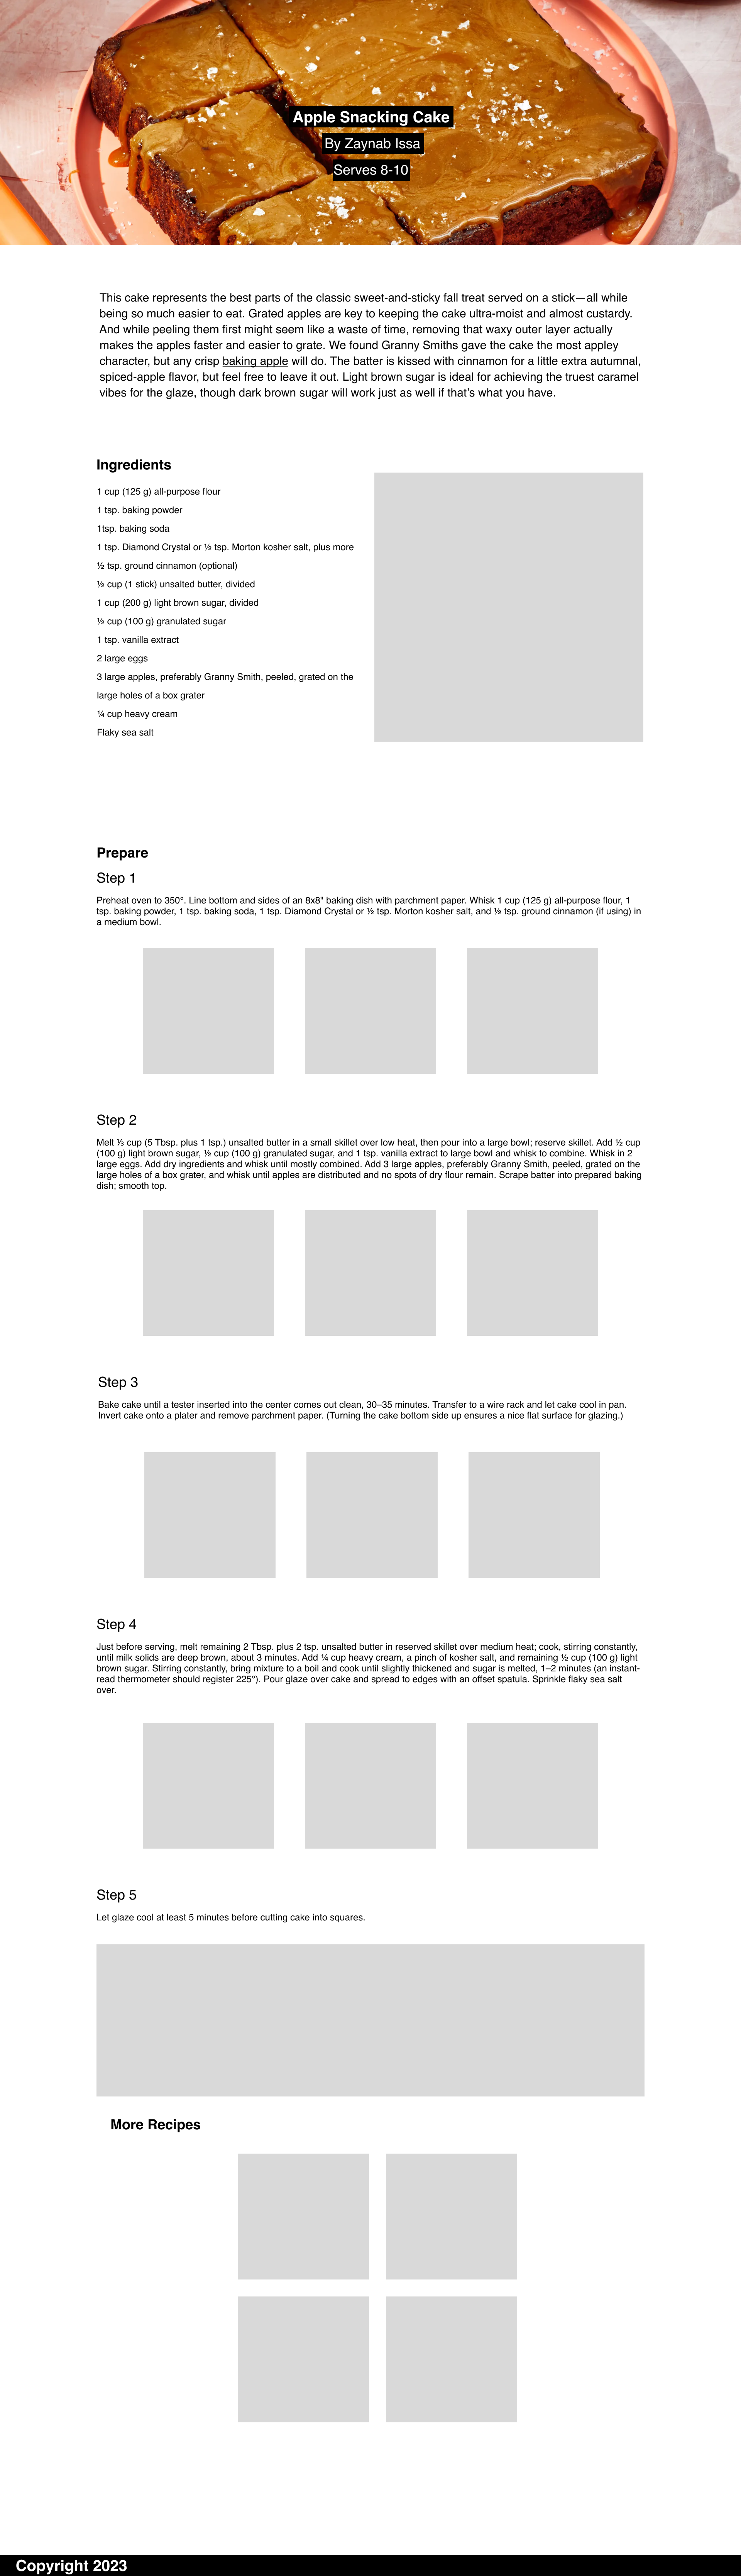 Apple Snacking Cake
By Zaynab Issa
Serves 8-10
This cake represents the best parts of the classic sweet-and-sticky fall treat served on a stick—all while
being so much easier to eat. Grated apples are key to keeping the cake ultra-moist and almost custardy.
And while peeling them first might seem like a waste of time, removing that waxy outer layer actually
makes the apples faster and easier to grate. We found Granny Smiths gave the cake the most appley
character, but any crisp baking apple will do. The batter is kissed with cinnamon for a little extra autumnal,
spiced-apple flavor, but feel free to leave it out. Light brown sugar is ideal for achieving the truest caramel
vibes for the glaze, though dark brown sugar will work just as well if that's what you have.
Ingredients
1 cup (125 g) all-purpose flour
1 tsp. baking powder
1tsp. baking soda
1 tsp. Diamond Crystal or ½ tsp. Morton kosher salt, plus more
½ tsp. ground cinnamon (optional)
½ cup (1 stick) unsalted butter, divided
1 cup (200 g) light brown sugar, divided
½ cup (100 g) granulated sugar
1 tsp. vanilla extract
2 large eggs
3 large apples, preferably Granny Smith, peeled, grated on the
large holes of a box grater
¼ cup heavy cream
Flaky sea salt
Prepare
Step 1
Preheat oven to 350°. Line bottom and sides of an 8x8" baking dish with parchment paper. Whisk 1 cup (125 g) all-purpose flour, 1
tsp. baking powder, 1 tsp. baking soda, 1 tsp. Diamond Crystal or ½ tsp. Morton kosher salt, and ½ tsp. ground cinnamon (if using) in
a medium bowl.
Step 2
Melt ⅓ cup (5 Tbsp. plus 1 tsp.) unsalted butter in a small skillet over low heat, then pour into a large bowl; reserve skillet. Add ½ cup
(100 g) light brown sugar, ½ cup (100 g) granulated sugar, and 1 tsp. vanilla extract to large bowl and whisk to combine. Whisk in 2
large eggs. Add dry ingredients and whisk until mostly combined. Add 3 large apples, preferably Granny Smith, peeled, grated on the
large holes of a box grater, and whisk until apples are distributed and no spots of dry flour remain. Scrape batter into prepared baking
dish; smooth top.
Step 3
Bake cake until a tester inserted into the center comes out clean, 30–35 minutes. Transfer to a wire rack and let cake cool in pan.
Invert cake onto a plater and remove parchment paper. (Turning the cake bottom side up ensures a nice flat surface for glazing.)
Step 4
Just before serving, melt remaining 2 Tbsp. plus 2 tsp. unsalted butter in reserved skillet over medium heat; cook, stirring constantly,
until milk solids are deep brown, about 3 minutes. Add ¼ cup heavy cream, a pinch of kosher salt, and remaining ½ cup (100 g) light
brown sugar. Stirring constantly, bring mixture to a boil and cook until slightly thickened and sugar is melted, 1–2 minutes (an instant-
read thermometer should register 225°). Pour glaze over cake and spread to edges with an offset spatula. Sprinkle flaky sea salt
over.
Step 5
Let glaze cool at least 5 minutes before cutting cake into squares.
More Recipes
Copyright 2023